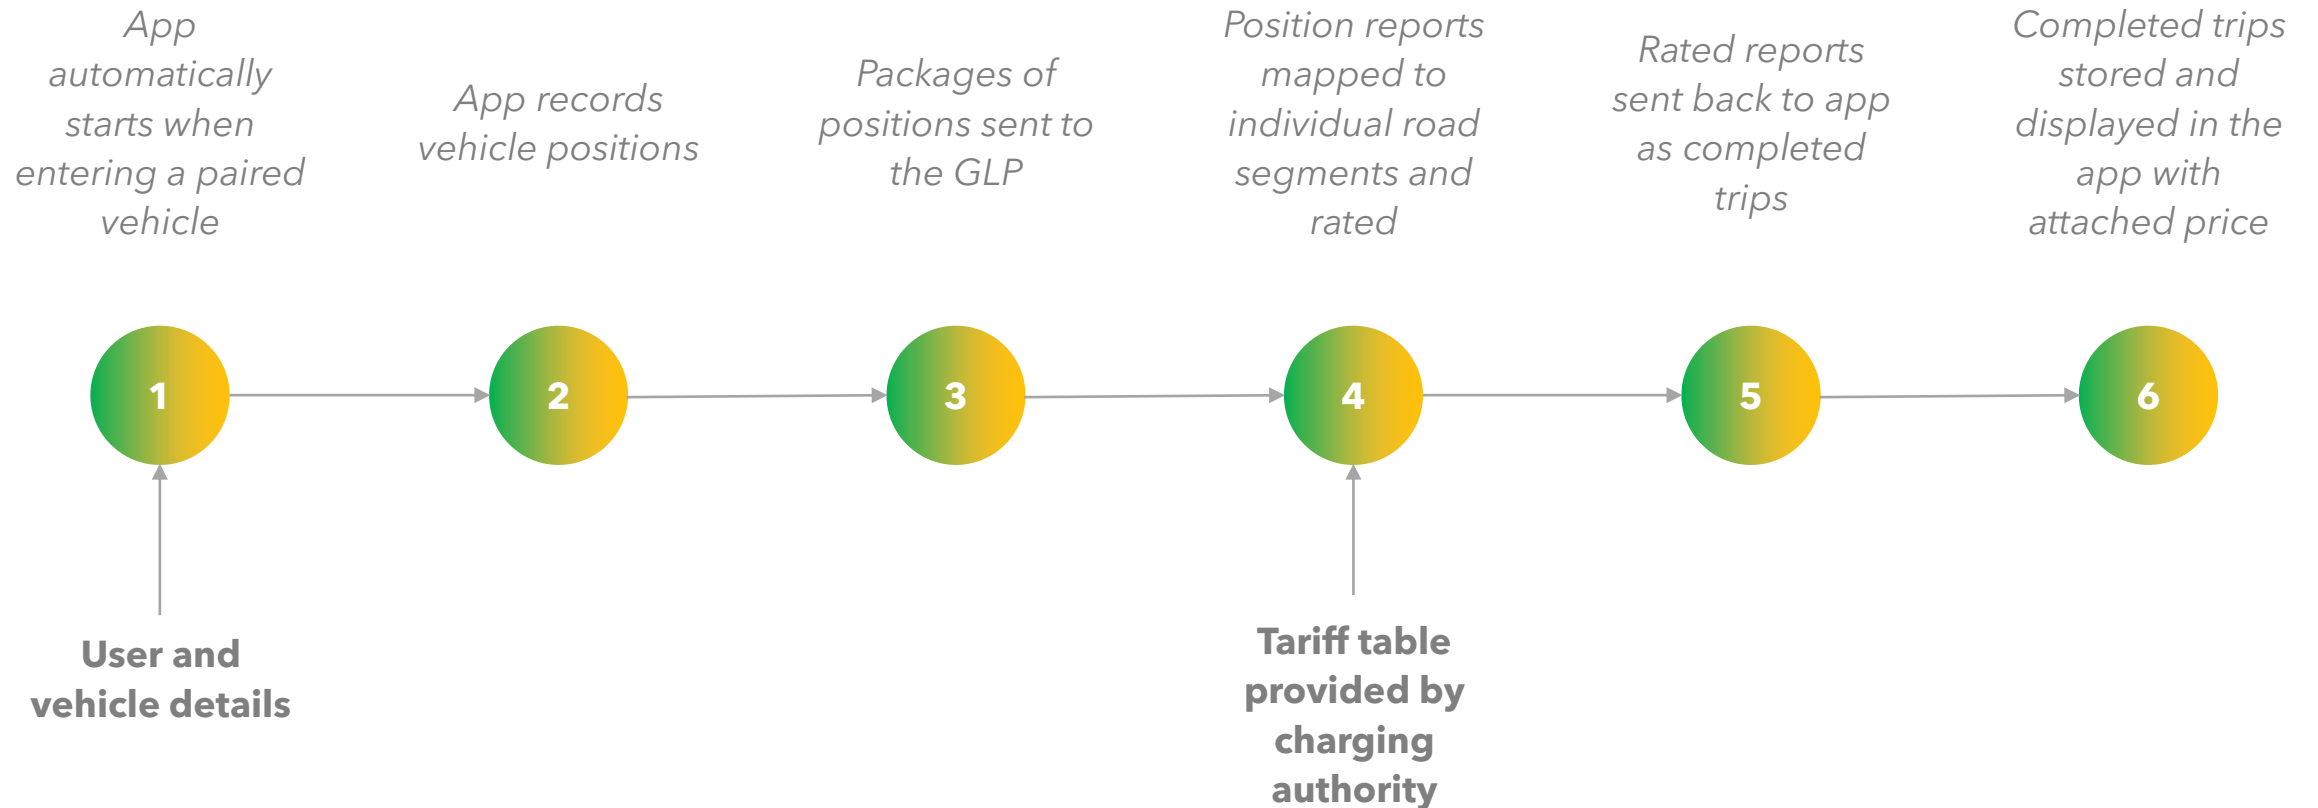 App
automatically
starts when
entering a paired
vehicle
App records
vehicle positions
Packages of
positions sent to
the GLP
Position reports
mapped to
individual road
segments and
rated
Rated reports
sent back to app
as completed
trips
Completed trips
stored and
displayed in the
app with
attached price
1
2
3
4
5
6
User and
vehicle details
Tariff table
provided by
charging
authority